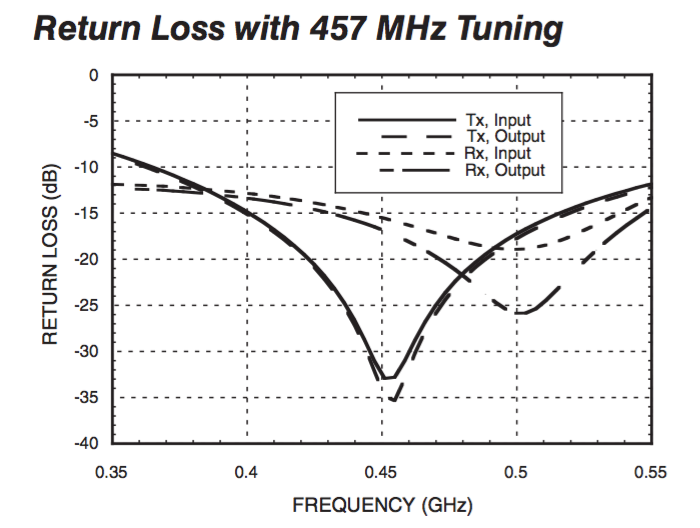 Return Loss with 457 MHz Tuning
0
-5
-10
-15
-20
-25
-30
-35
-40
RETURN LOSS (dB)
Tx, Input
Tx, Output
Rx, Input
Rx, Output
0.35 0.4 0.45 0.5 0.55
FREQUENCY (GHz)